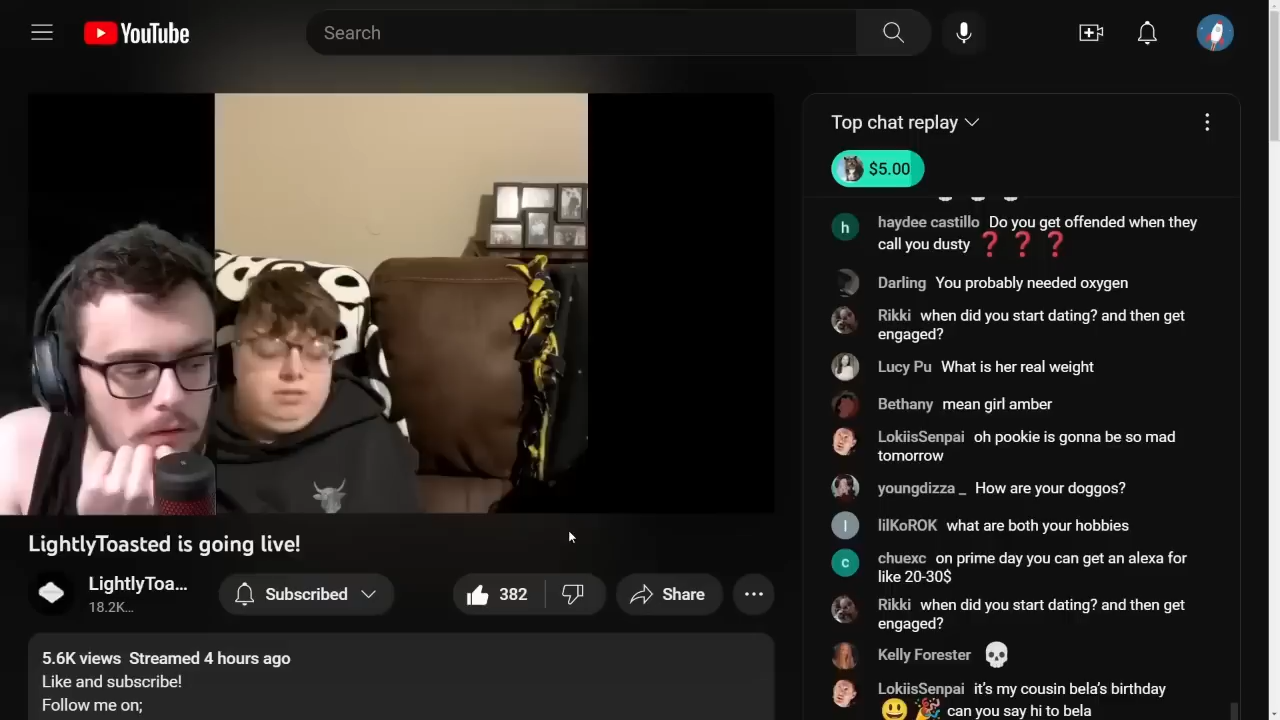 YouTube
Search
Top chat replay
$5.00
haydee castillo Do you get offended when they
call you dusty ❓ ❓ ❓
Darling You probably needed oxygen
Rikki when did you start dating? and then get
engaged?
Lucy Pu What is her real weight
Bethany mean girl amber
LokiisSenpai oh pookie is gonna be so mad
tomorrow
youngdizza _ How are your doggos?
lilKoROK what are both your hobbies
chuexc on prime day you can get an alexa for
like 20-30$
Rikki when did you start dating? and then get
engaged?
Kelly Forester 💀
LokiisSenpai it's my cousin bela's birthday
😃 🎉 can you say hi to bela
h
l
c
LightlyToasted is going live!
LightlyToa...
18.2K...
Subscribed
382
Share
5.6K views Streamed 4 hours ago
Like and subscribe!
Follow me on;